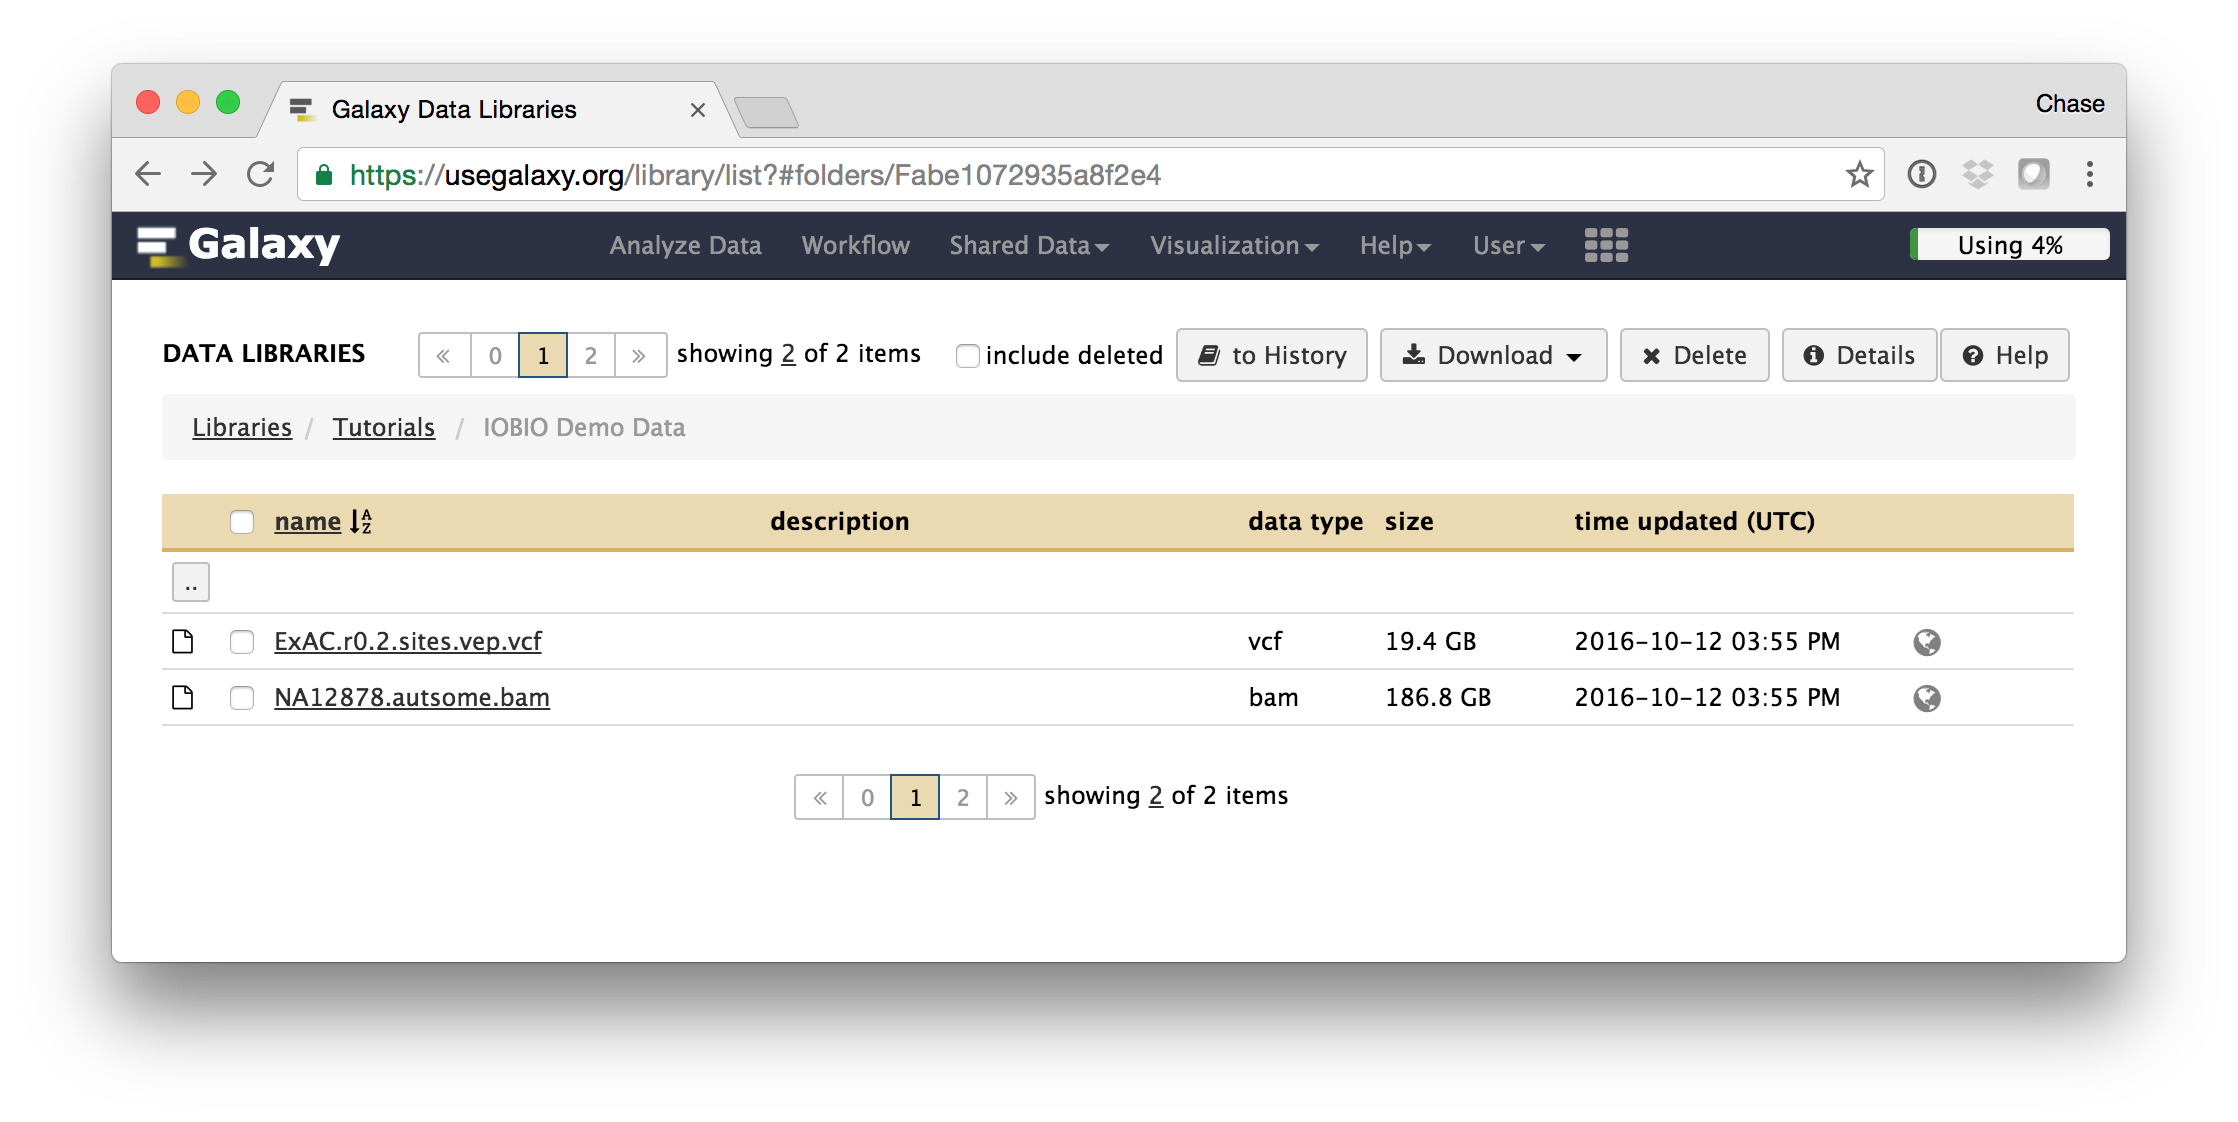 Galaxy Data Libraries
Chase
https://usegalaxy.org/library/list?#folders/Fabe1072935a8f2e4
Galaxy Analyze Data Workflow Shared Data Visualization Help User Using 4%
DATA LIBRARIES « 0 1 2 » showing 2 of 2 items include deleted to History Download Delete Details Help
Libraries / Tutorials / IOBIO Demo Data
name description data type size time updated (UTC)
..
ExAC.r0.2.sites.vep.vcf vcf 19.4 GB 2016-10-12 03:55 PM
NA12878.autsome.bam bam 186.8 GB 2016-10-12 03:55 PM
« 0 1 2 » showing 2 of 2 items